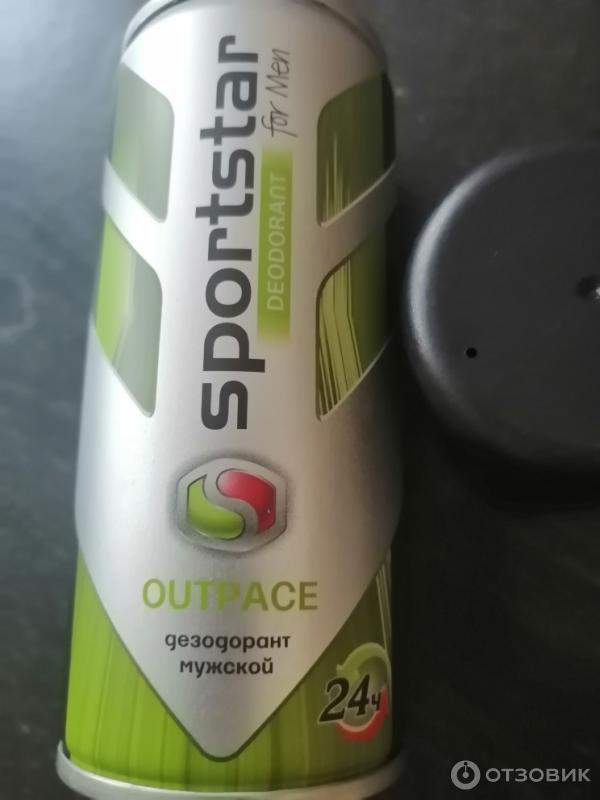 sportstar
for Men
DEODORANT
OUTPACE
дезодорант
мужской
24ч
ОТЗОВИК